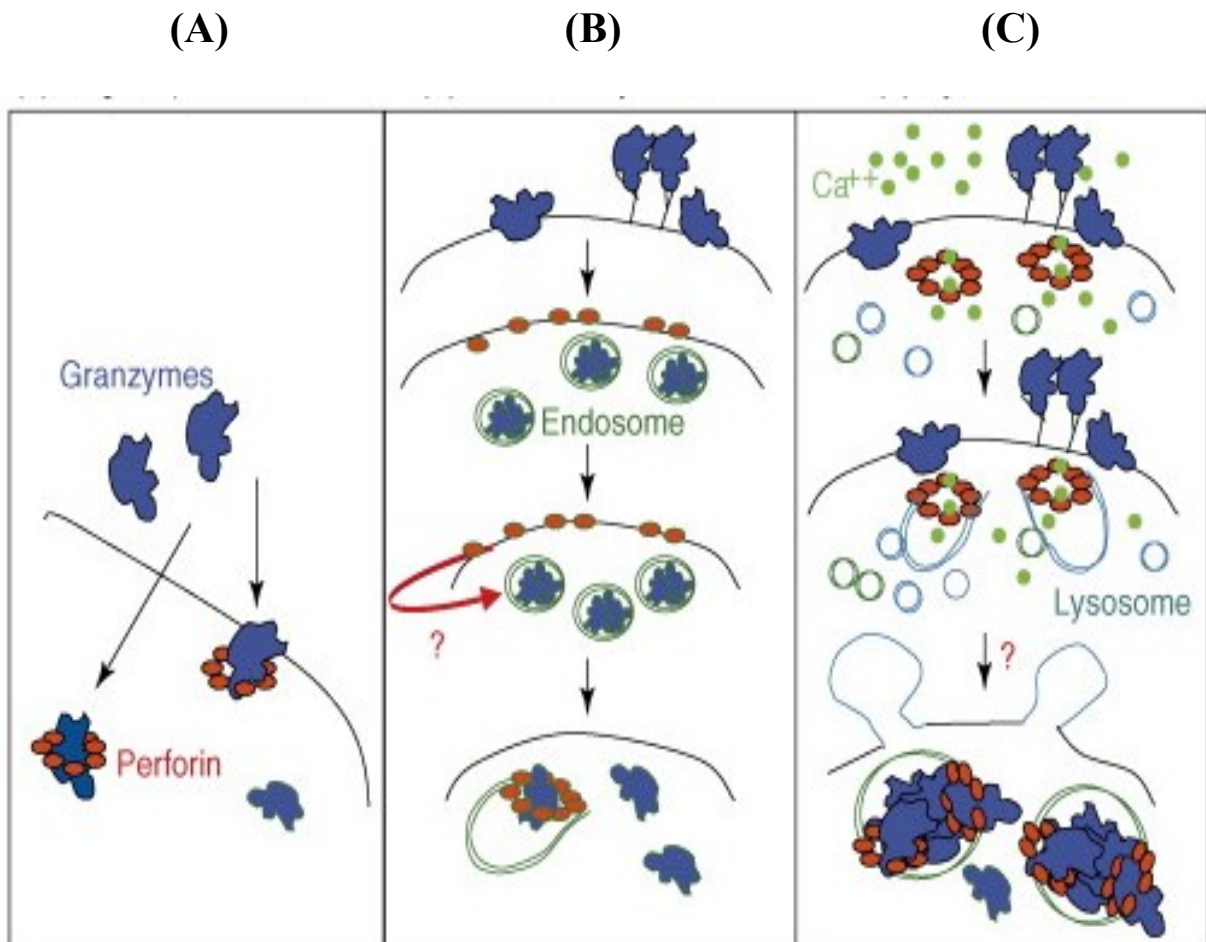 (A) (B) (C)
Ca++
Granzymes
Endosome
?
Lysosome
?
Perforin